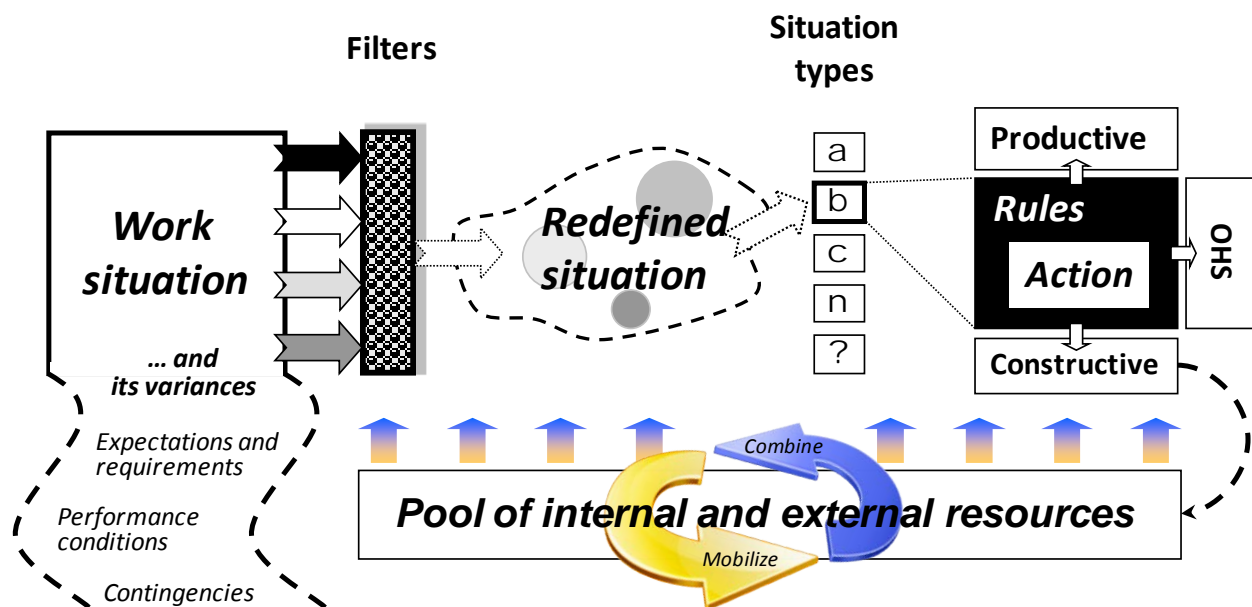 Filters
Situation
types
Work
situation
... and
its variances
Expectations and
requirements
Performance
conditions
Contingencies
Redefined
situation
a
b
c
n
?
Productive
Rules
Action
OHS
Constructive
Combine
Pool of internal and external resources
Mobilize